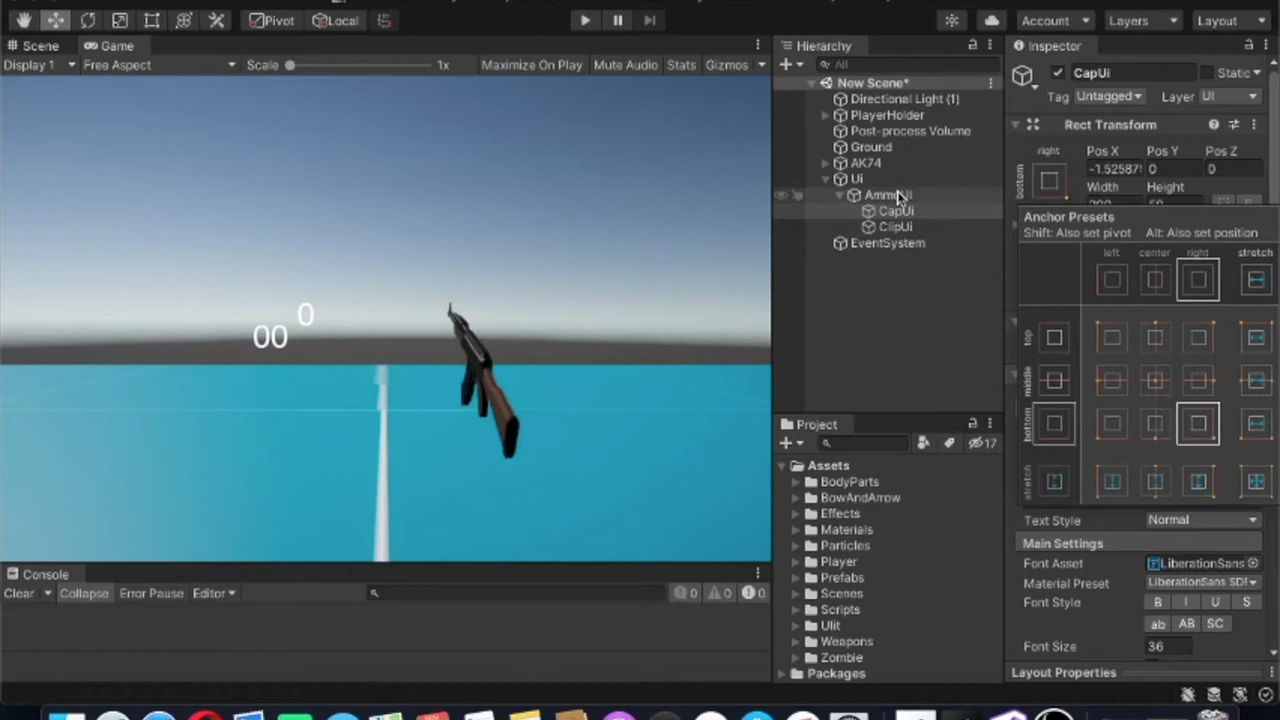 Pivot Local Account Layers Layout
Scene Game
Display 1 Free Aspect Scale 1x Maximize On Play Mute Audio Stats Gizmos
0
00
Console
Clear Collapse Error Pause Editor 0 0 0
Hierarchy
All
New Scene*
Directional Light (1)
PlayerHolder
Post-process Volume
Ground
AK74
Ui
CapUi
ClipUi
EventSystem
Project
17
Assets
BodyParts
BowAndArrow
Effects
Materials
Particles
Player
Prefabs
Scenes
Scripts
Ulit
Weapons
Zombie
Packages
Inspector
CapUi Static
Tag Untagged Layer UI
Rect Transform
right Pos X Pos Y Pos Z
bottom -1.52587 0 0
Width Height
Anchor Presets
Shift: Also set pivot Alt: Also set position
left center right stretch
top
middle
bottom
stretch
Text Style Normal
Main Settings
Font Asset LiberationSans
Material Preset LiberationSans SDF
Font Style B I U S
ab AB SC
Font Size 36
Layout Properties